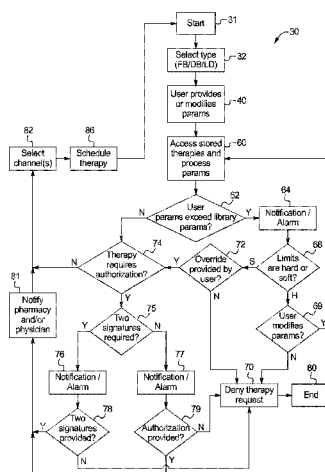 Start
31
30
Select type
(FB/DB/LD)
32
User provides
or modifies
params
40
82
Select
channel(s)
86
Schedule
therapy
Access stored
therapies and
process
params
60
62
User
params exceed library
params?
N
Y
64
Notification /
Alarm
74
Therapy
requires
authorization?
N
Y
72
Override
provided by
user?
Y
N
68
Limits
are hard or
soft?
S
H
81
Notify
pharmacy
and/or
physician
75
Two
signatures
required?
Y
N
69
User
modifies
params?
Y
N
76
Notification /
Alarm
77
Notification /
Alarm
70
Deny therapy
request
80
End
78
Two
signatures
provided?
Y
N
79
Authorization
provided?
N
Y